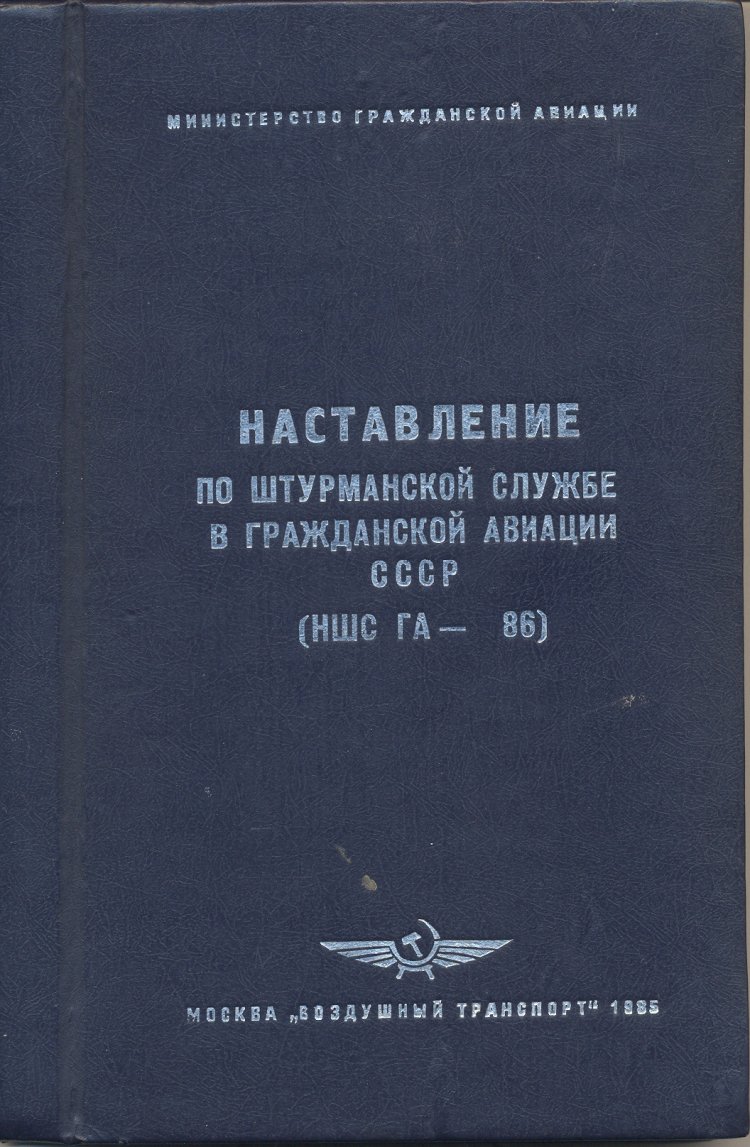 МИНИСТЕРСТВО ГРАЖДАНСКОЙ АВИАЦИИ
НАСТАВЛЕНИЕ
ПО ШТУРМАНСКОЙ СЛУЖБЕ
В ГРАЖДАНСКОЙ АВИАЦИИ
СССР
(НШС ГА — 86)
МОСКВА „ВОЗДУШНЫЙ ТРАНСПОРТ“ 1985